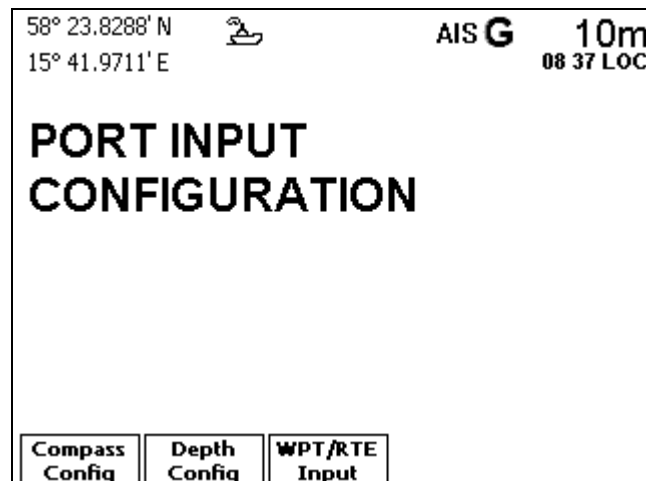 58° 23.8288' N AIS G 10m
15° 41.9711' E 08 37 LOC
PORT INPUT
CONFIGURATION
Compass Depth WPT/RTE
Config Config Input